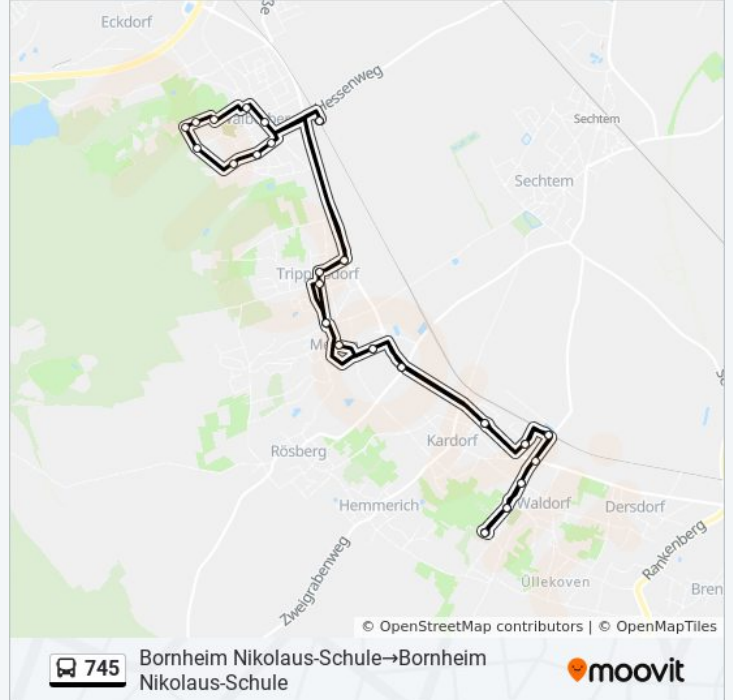 Eckdorf
Hessenweg
Sechtem
Sechtem
Rösberg
Kardorf
Hemmerich
Waldorf
Dersdorf
Rankenberg
Zweigrabenweg
Üllekoven
Bren
© OpenStreetMap contributors | © OpenMapTiles
745
Bornheim Nikolaus-Schule→Bornheim
Nikolaus-Schule
moovit